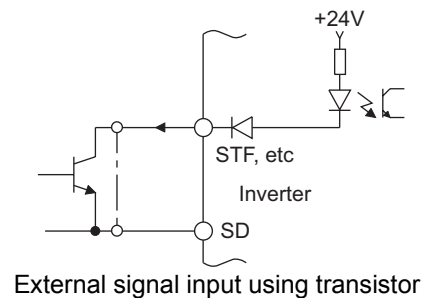 +24V
STF, etc
Inverter
SD
External signal input using transistor